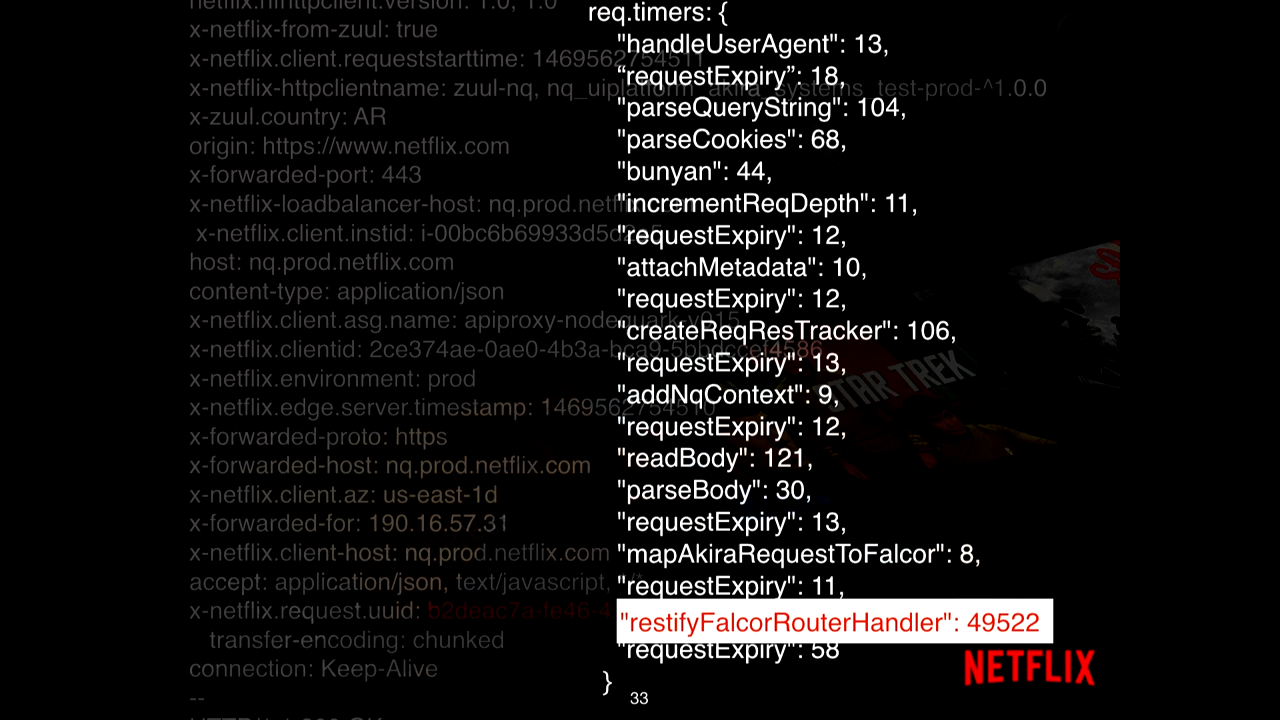 x-netflix.nfhttpclient.version: 1.0, 1.0
x-netflix-from-zuul: true
x-netflix.client.requeststarttime: 1469562754511
x-netflix-httpclientname: zuul-nq, nq_uiplatform_akira_systems_test-prod-^1.0.0
x-zuul.country: AR
origin: https://www.netflix.com
x-forwarded-port: 443
x-netflix-loadbalancer-host: nq.prod.netflix
x-netflix.client.instid:
host: nq.prod.netflix.com
content-type: application/json
x-netflix.client.asg.name: apiproxy-nodequark-v015
x-netflix.clientid: 2ce374ae-0ae0-4b3a-bca9-5bbdccef4586
x-netflix.environment: prod
x-netflix.edge.server.timestamp: 1469562754510
x-forwarded-proto: https
x-forwarded-host: nq.prod.netflix.com
x-netflix.client.az: us-east-1d
x-forwarded-for: 190.16.57.31
x-netflix.client-host: nq.prod.netflix.com
accept: application/json, text/javascript,
x-netflix.request.uuid:
transfer-encoding: chunked
connection: Keep-Alive
--
req.timers: {
"handleUserAgent": 13,
“requestExpiry”: 18,
"parseQueryString": 104,
"parseCookies": 68,
"bunyan": 44,
"incrementReqDepth": 11,
"requestExpiry": 12,
"attachMetadata": 10,
"requestExpiry": 12,
"createReqResTracker": 106,
"requestExpiry": 13,
"addNqContext": 9,
"requestExpiry": 12,
"readBody": 121,
"parseBody": 30,
"requestExpiry": 13,
"mapAkiraRequestToFalcor": 8,
"requestExpiry": 11,
"restifyFalcorRouterHandler": 49522
"requestExpiry": 58
}
STAR TREK
NETFLIX
33